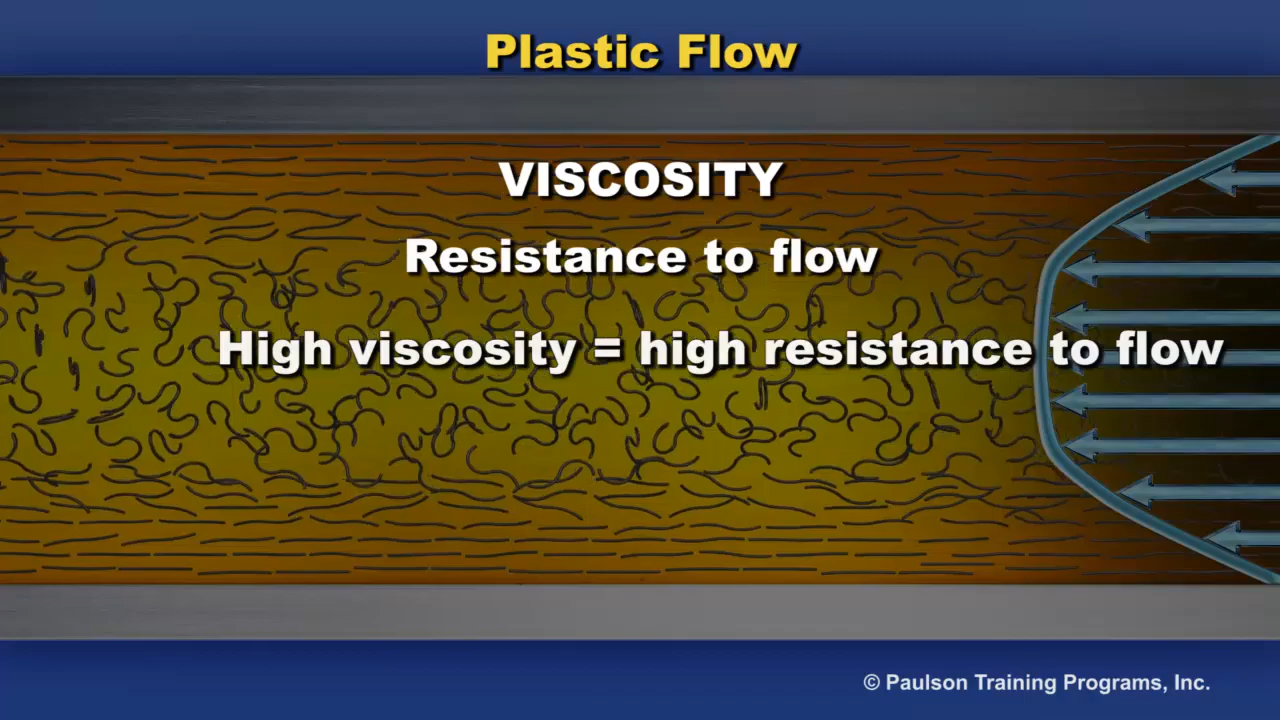 Plastic Flow
VISCOSITY
Resistance to flow
High viscosity = high resistance to flow
© Paulson Training Programs, Inc.